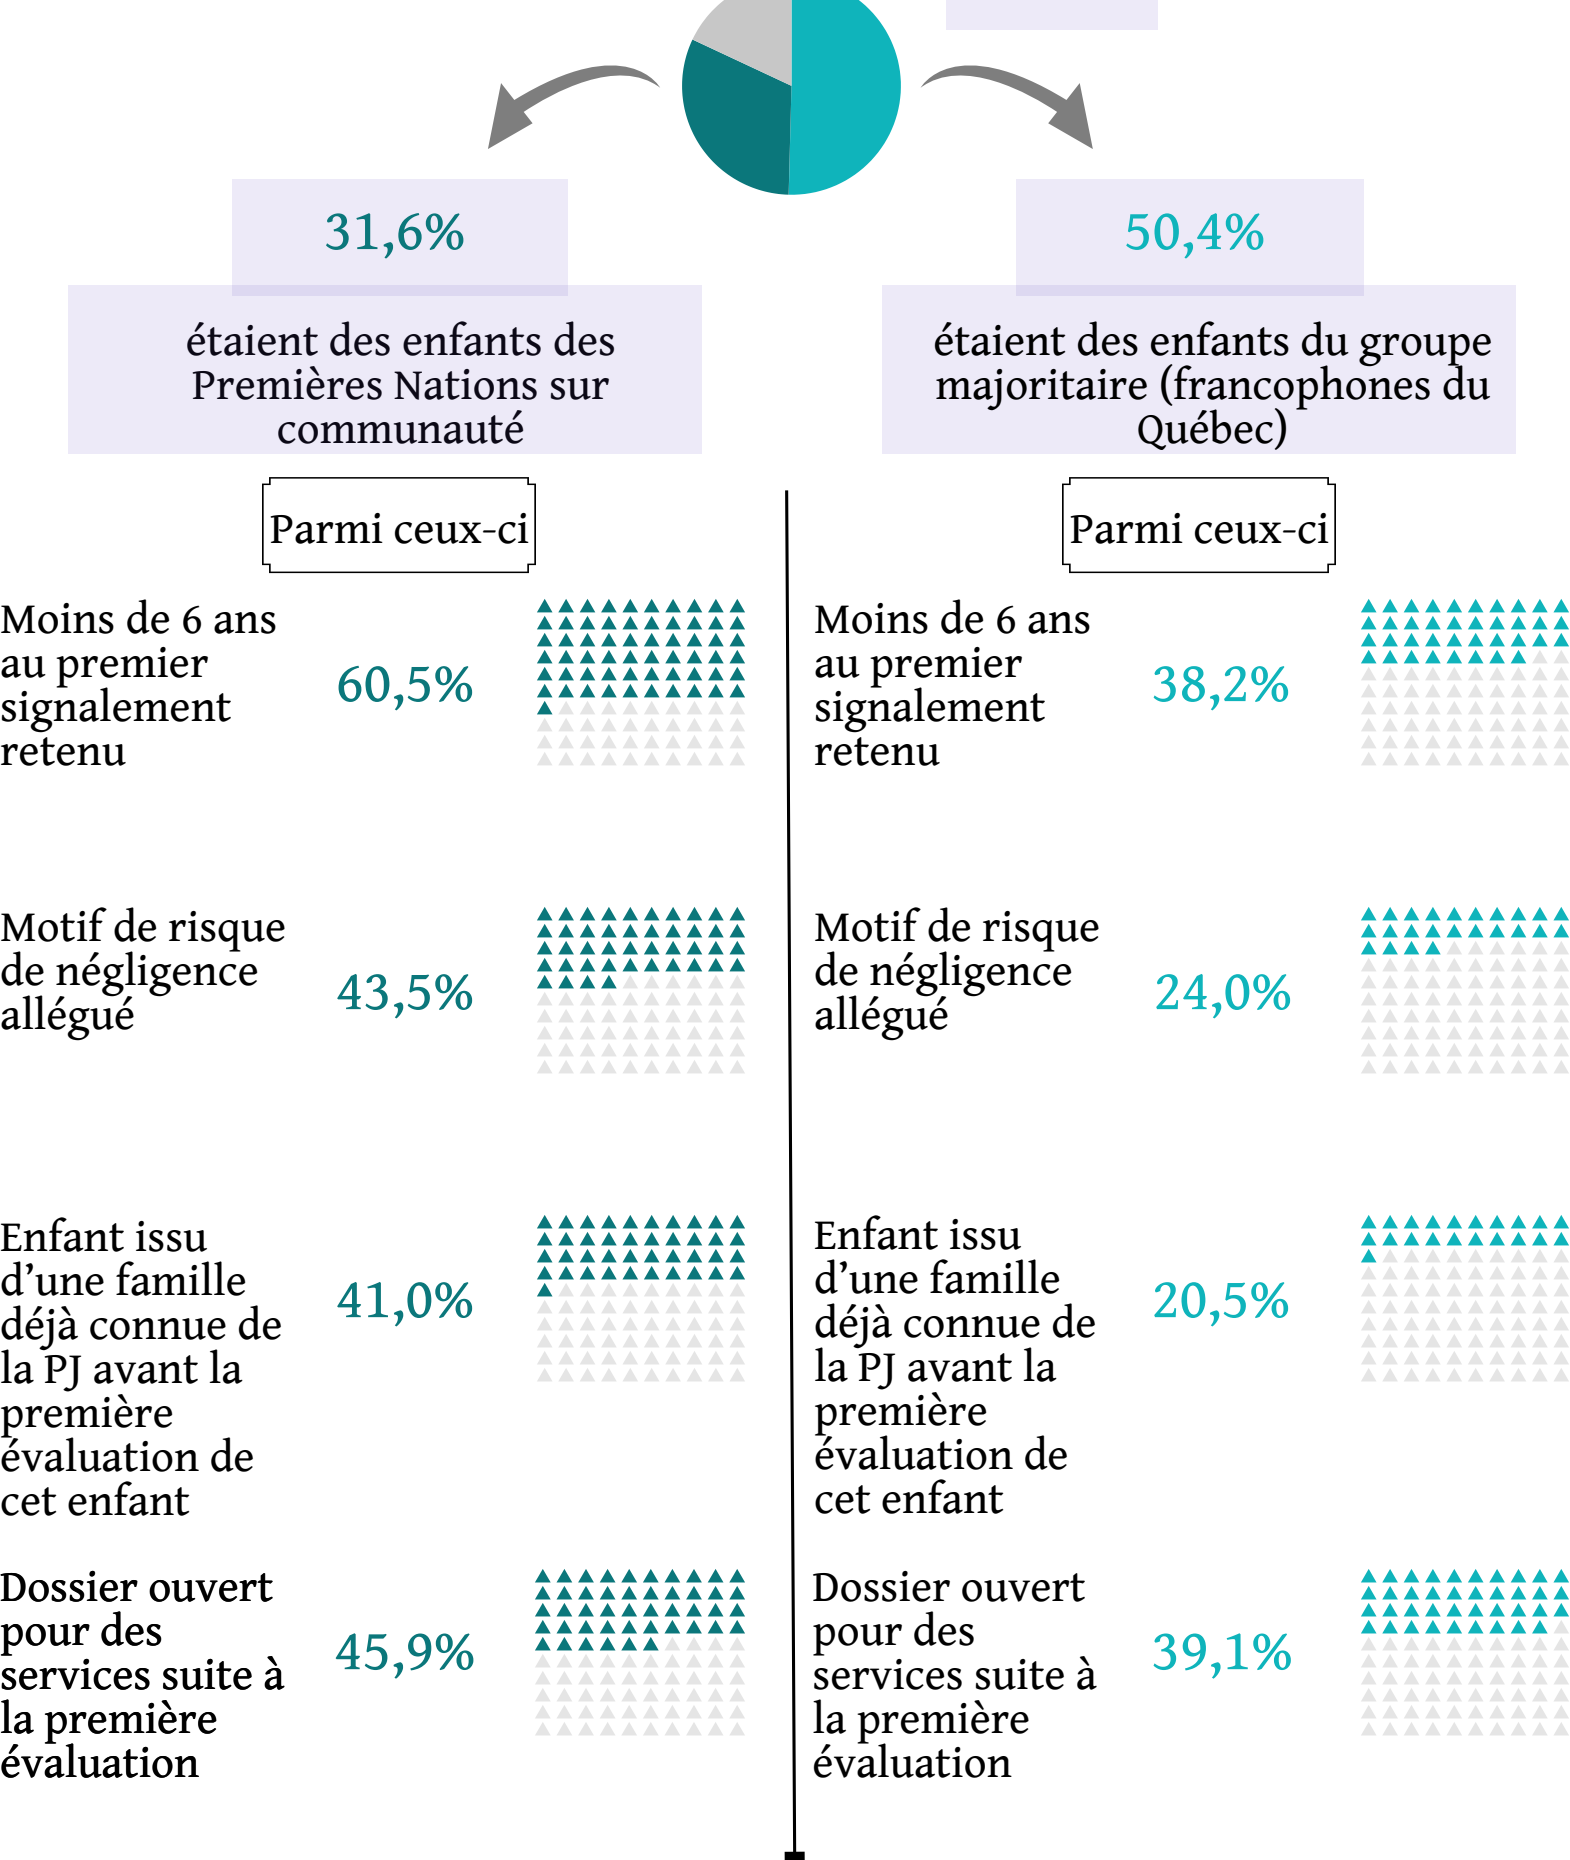 31,6%
étaient des enfants des
Premières Nations sur
communauté
Parmi ceux-ci
Moins de 6 ans
au premier
signalement
retenu
60,5%
Motif de risque
de négligence
allégué
43,5%
Enfant issu
d’une famille
déjà connue de
la PJ avant la
première
évaluation de
cet enfant
41,0%
Dossier ouvert
pour des
services suite à
la première
évaluation
45,9%
50,4%
étaient des enfants du groupe
majoritaire (francophones du
Québec)
Parmi ceux-ci
Moins de 6 ans
au premier
signalement
retenu
38,2%
Motif de risque
de négligence
allégué
24,0%
Enfant issu
d’une famille
déjà connue de
la PJ avant la
première
évaluation de
cet enfant
20,5%
Dossier ouvert
pour des
services suite à
la première
évaluation
39,1%